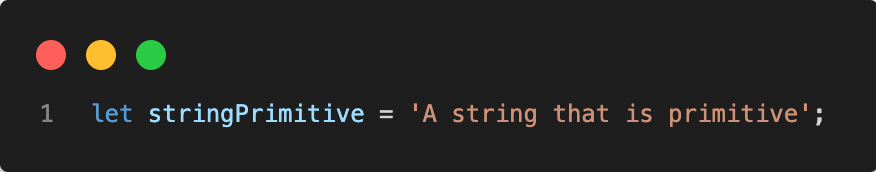 1 let stringPrimitive = 'A string that is primitive';